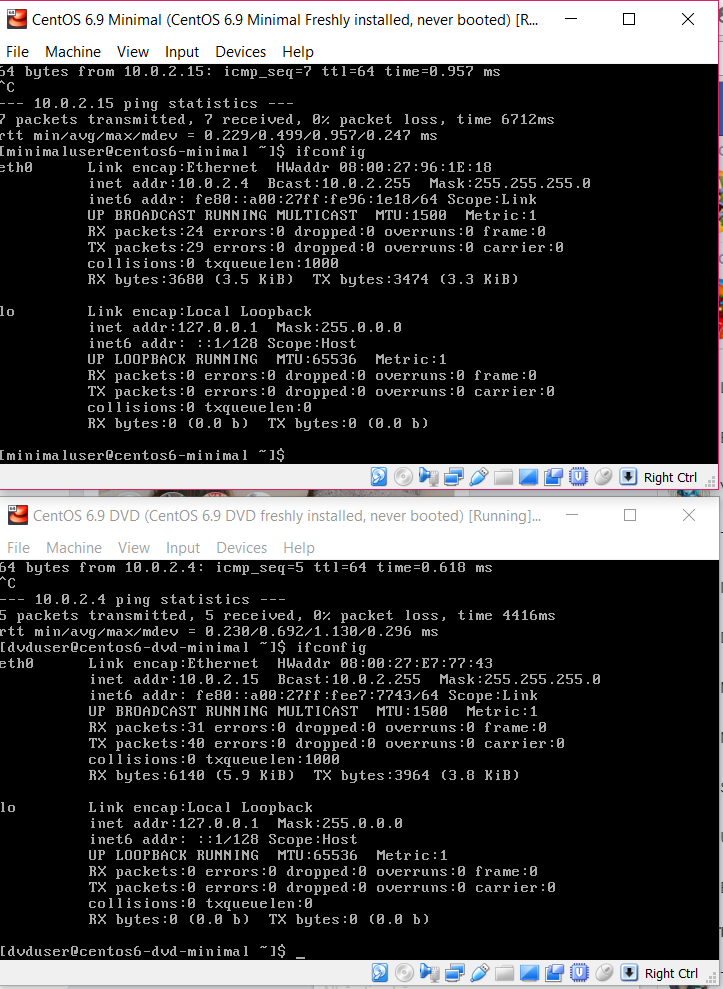 CentOS 6.9 Minimal (CentOS 6.9 Minimal Freshly installed, never booted) [R...
File Machine View Input Devices Help
64 bytes from 10.0.2.15: icmp_seq=7 ttl=64 time=0.957 ms
^C
--- 10.0.2.15 ping statistics ---
7 packets transmitted, 7 received, 0% packet loss, time 6712ms
rtt min/avg/max/mdev = 0.229/0.499/0.957/0.247 ms
[minimaluser@centos6-minimal ~]$ ifconfig
eth0 Link encap:Ethernet HWaddr 08:00:27:96:1E:18
inet addr:10.0.2.4 Bcast:10.0.2.255 Mask:255.255.255.0
inet6 addr: fe80::a00:27ff:fe96:1e18/64 Scope:Link
UP BROADCAST RUNNING MULTICAST MTU:1500 Metric:1
RX packets:24 errors:0 dropped:0 overruns:0 frame:0
TX packets:29 errors:0 dropped:0 overruns:0 carrier:0
collisions:0 txqueuelen:1000
RX bytes:3680 (3.5 KiB) TX bytes:3474 (3.3 KiB)
lo Link encap:Local Loopback
inet addr:127.0.0.1 Mask:255.0.0.0
inet6 addr: ::1/128 Scope:Host
UP LOOPBACK RUNNING MTU:65536 Metric:1
RX packets:0 errors:0 dropped:0 overruns:0 frame:0
TX packets:0 errors:0 dropped:0 overruns:0 carrier:0
collisions:0 txqueuelen:0
RX bytes:0 (0.0 b) TX bytes:0 (0.0 b)
[minimaluser@centos6-minimal ~]$
Right Ctrl
CentOS 6.9 DVD (CentOS 6.9 DVD freshly installed, never booted) [Running]...
File Machine View Input Devices Help
64 bytes from 10.0.2.4: icmp_seq=5 ttl=64 time=0.618 ms
^C
--- 10.0.2.4 ping statistics ---
5 packets transmitted, 5 received, 0% packet loss, time 4416ms
rtt min/avg/max/mdev = 0.230/0.692/1.130/0.296 ms
[dvduser@centos6-dvd-minimal ~]$ ifconfig
eth0 Link encap:Ethernet HWaddr 08:00:27:E7:77:43
inet addr:10.0.2.15 Bcast:10.0.2.255 Mask:255.255.255.0
inet6 addr: fe80::a00:27ff:fee7:7743/64 Scope:Link
UP BROADCAST RUNNING MULTICAST MTU:1500 Metric:1
RX packets:31 errors:0 dropped:0 overruns:0 frame:0
TX packets:40 errors:0 dropped:0 overruns:0 carrier:0
collisions:0 txqueuelen:1000
RX bytes:6140 (5.9 KiB) TX bytes:3964 (3.8 KiB)
lo Link encap:Local Loopback
inet addr:127.0.0.1 Mask:255.0.0.0
inet6 addr: ::1/128 Scope:Host
UP LOOPBACK RUNNING MTU:65536 Metric:1
RX packets:0 errors:0 dropped:0 overruns:0 frame:0
TX packets:0 errors:0 dropped:0 overruns:0 carrier:0
collisions:0 txqueuelen:0
RX bytes:0 (0.0 b) TX bytes:0 (0.0 b)
[dvduser@centos6-dvd-minimal ~]$ _
Right Ctrl